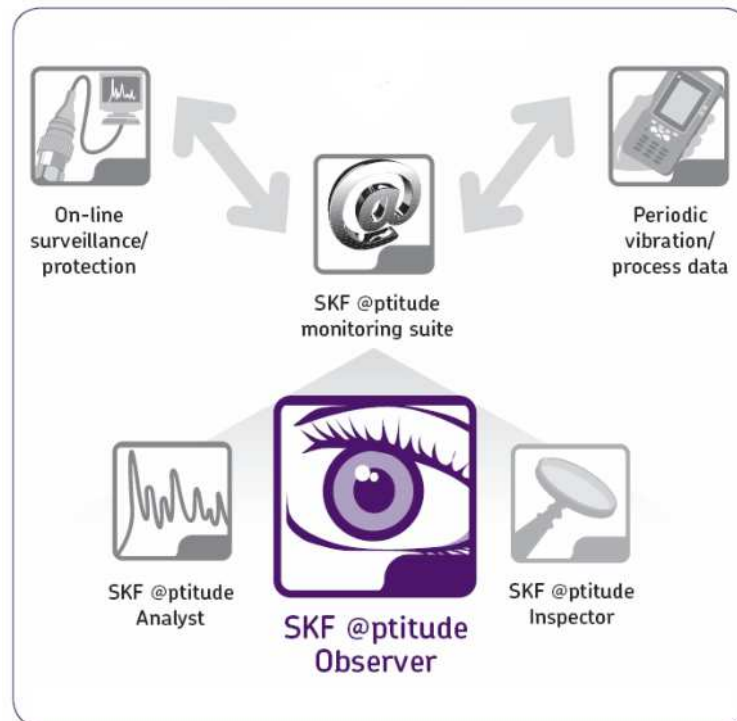 On-line
surveillance/
protection
Periodic
vibration/
process data
@
SKF @ptitude
monitoring suite
SKF @ptitude
Analyst
SKF @ptitude
Observer
SKF @ptitude
Inspector